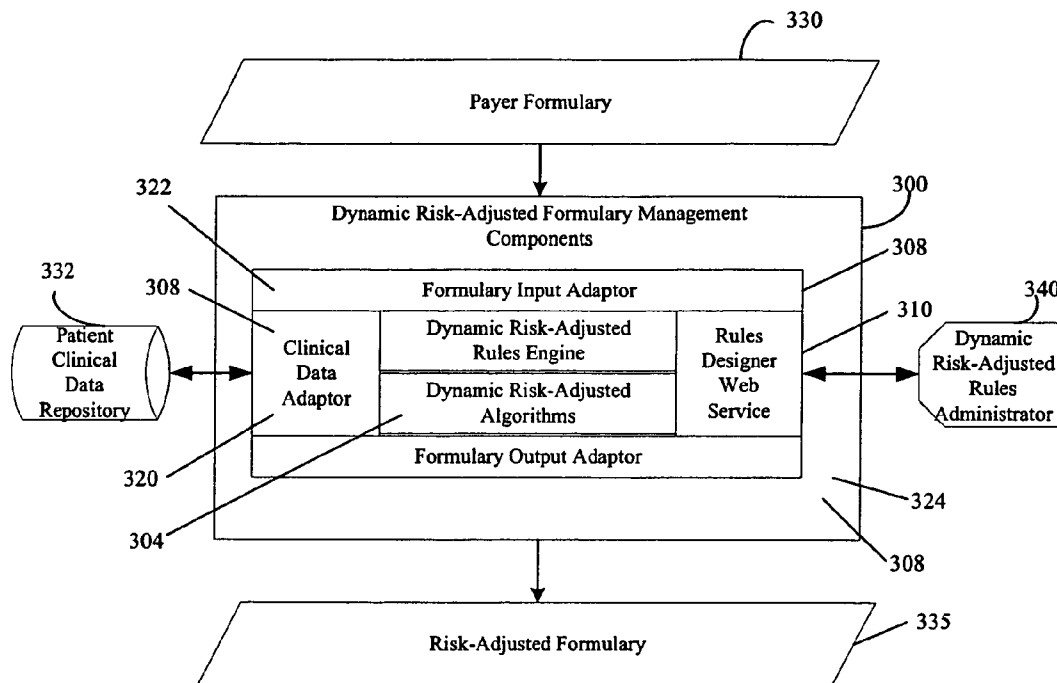 330
Payer Formulary
322
300
Dynamic Risk-Adjusted Formulary Management
Components
332
308
308
Formulary Input Adaptor
340
310
Patient
Clinical
Data
Repository
Clinical
Data
Adaptor
Dynamic Risk-Adjusted
Rules Engine
Dynamic Risk-Adjusted
Algorithms
Rules
Designer
Web
Service
Dynamic
Risk-Adjusted
Rules
Administrator
Formulary Output Adaptor
320
324
304
308
335
Risk-Adjusted Formulary